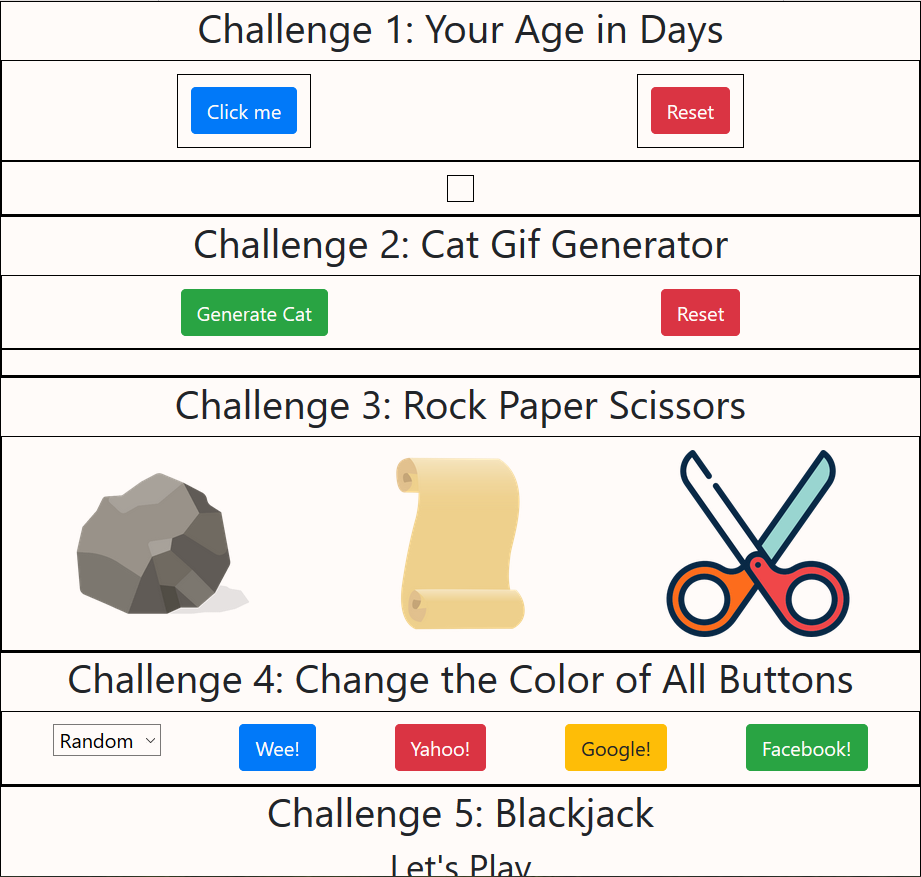 Challenge 1: Your Age in Days
Click me
Reset
Challenge 2: Cat Gif Generator
Generate Cat
Reset
Challenge 3: Rock Paper Scissors
Challenge 4: Change the Color of All Buttons
Random
Wee!
Yahoo!
Google!
Facebook!
Challenge 5: Blackjack
Let's Play